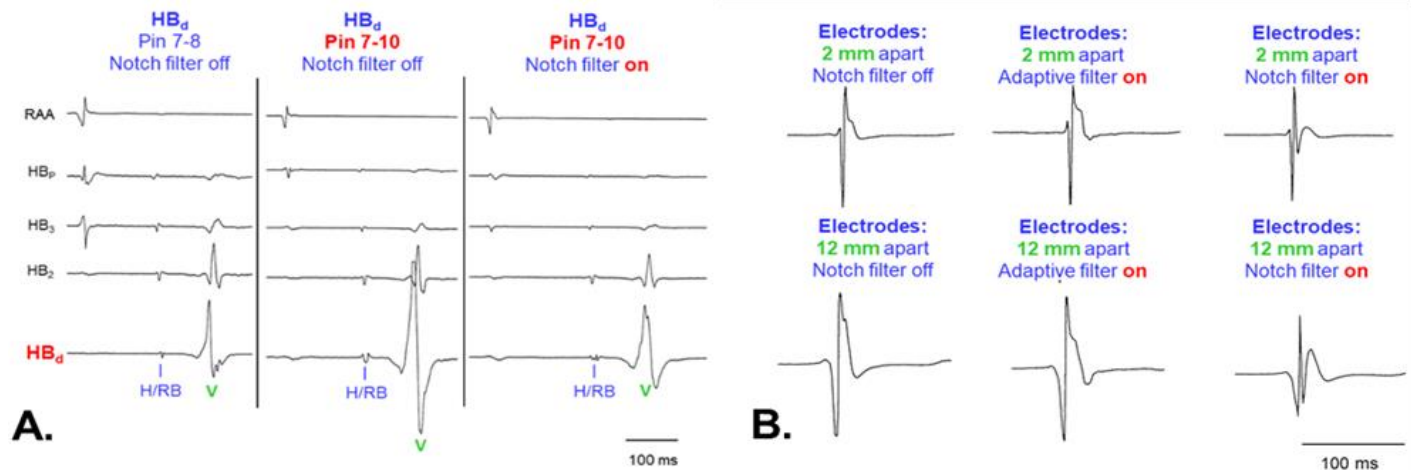 HBd
Pin 7-8
Notch filter off
HBd
Pin 7-10
Notch filter off
HBd
Pin 7-10
Notch filter on
RAA
HBP
HB3
HB2
HBd
H/RB
V
H/RB
V
H/RB
V
A.
100 ms
Electrodes:
2 mm apart
Notch filter off
Electrodes:
2 mm apart
Adaptive filter on
Electrodes:
2 mm apart
Notch filter on
Electrodes:
12 mm apart
Notch filter off
Electrodes:
12 mm apart
Adaptive filter on
Electrodes:
12 mm apart
Notch filter on
B.
100 ms